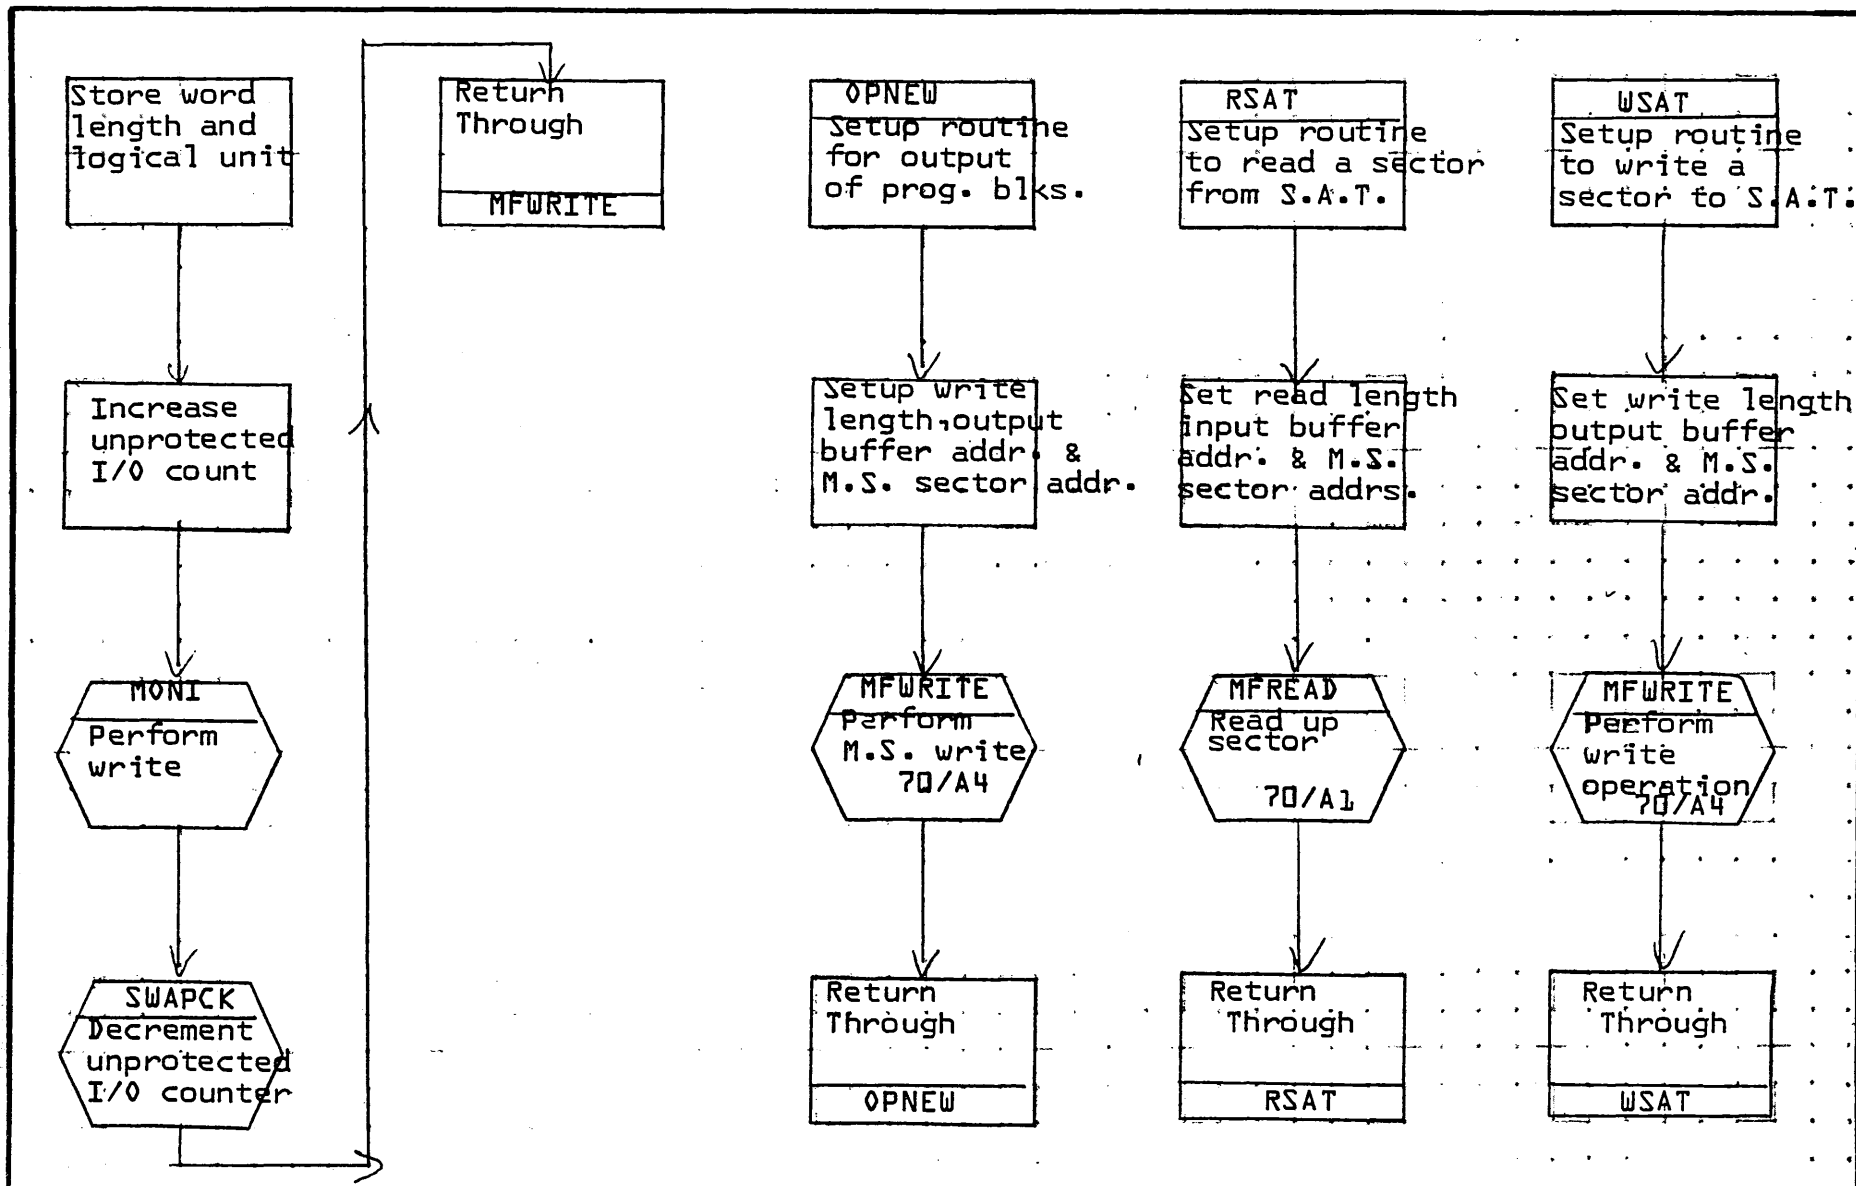 Store word
length and
logical unit
Increase
unprotected
I/O count
MONI
Perform
write
SWAPCK
Decrement
unprotected
I/O counter
Return
Through
MFWRITE
OPNEW
Setup routine
for output
of prog. blks.
Setup write
length,output
buffer addr. &
M.S. sector addr.
MFWRITE
Perform
M.S. write
70/A4
Return
Through
OPNEW
RSAT
Setup routine
to read a sector
from S.A.T.
Set read length
input buffer
addr. & M.S.
sector addrs.
MFREAD
Read up
sector
70/A1
Return
Through
RSAT
WSAT
Setup routine
to write a
sector to S.A.T.
Set write length
output buffer
addr. & M.S.
sector addr.
MFWRITE
Perform
write
operation
70/A4
Return
Through
WSAT